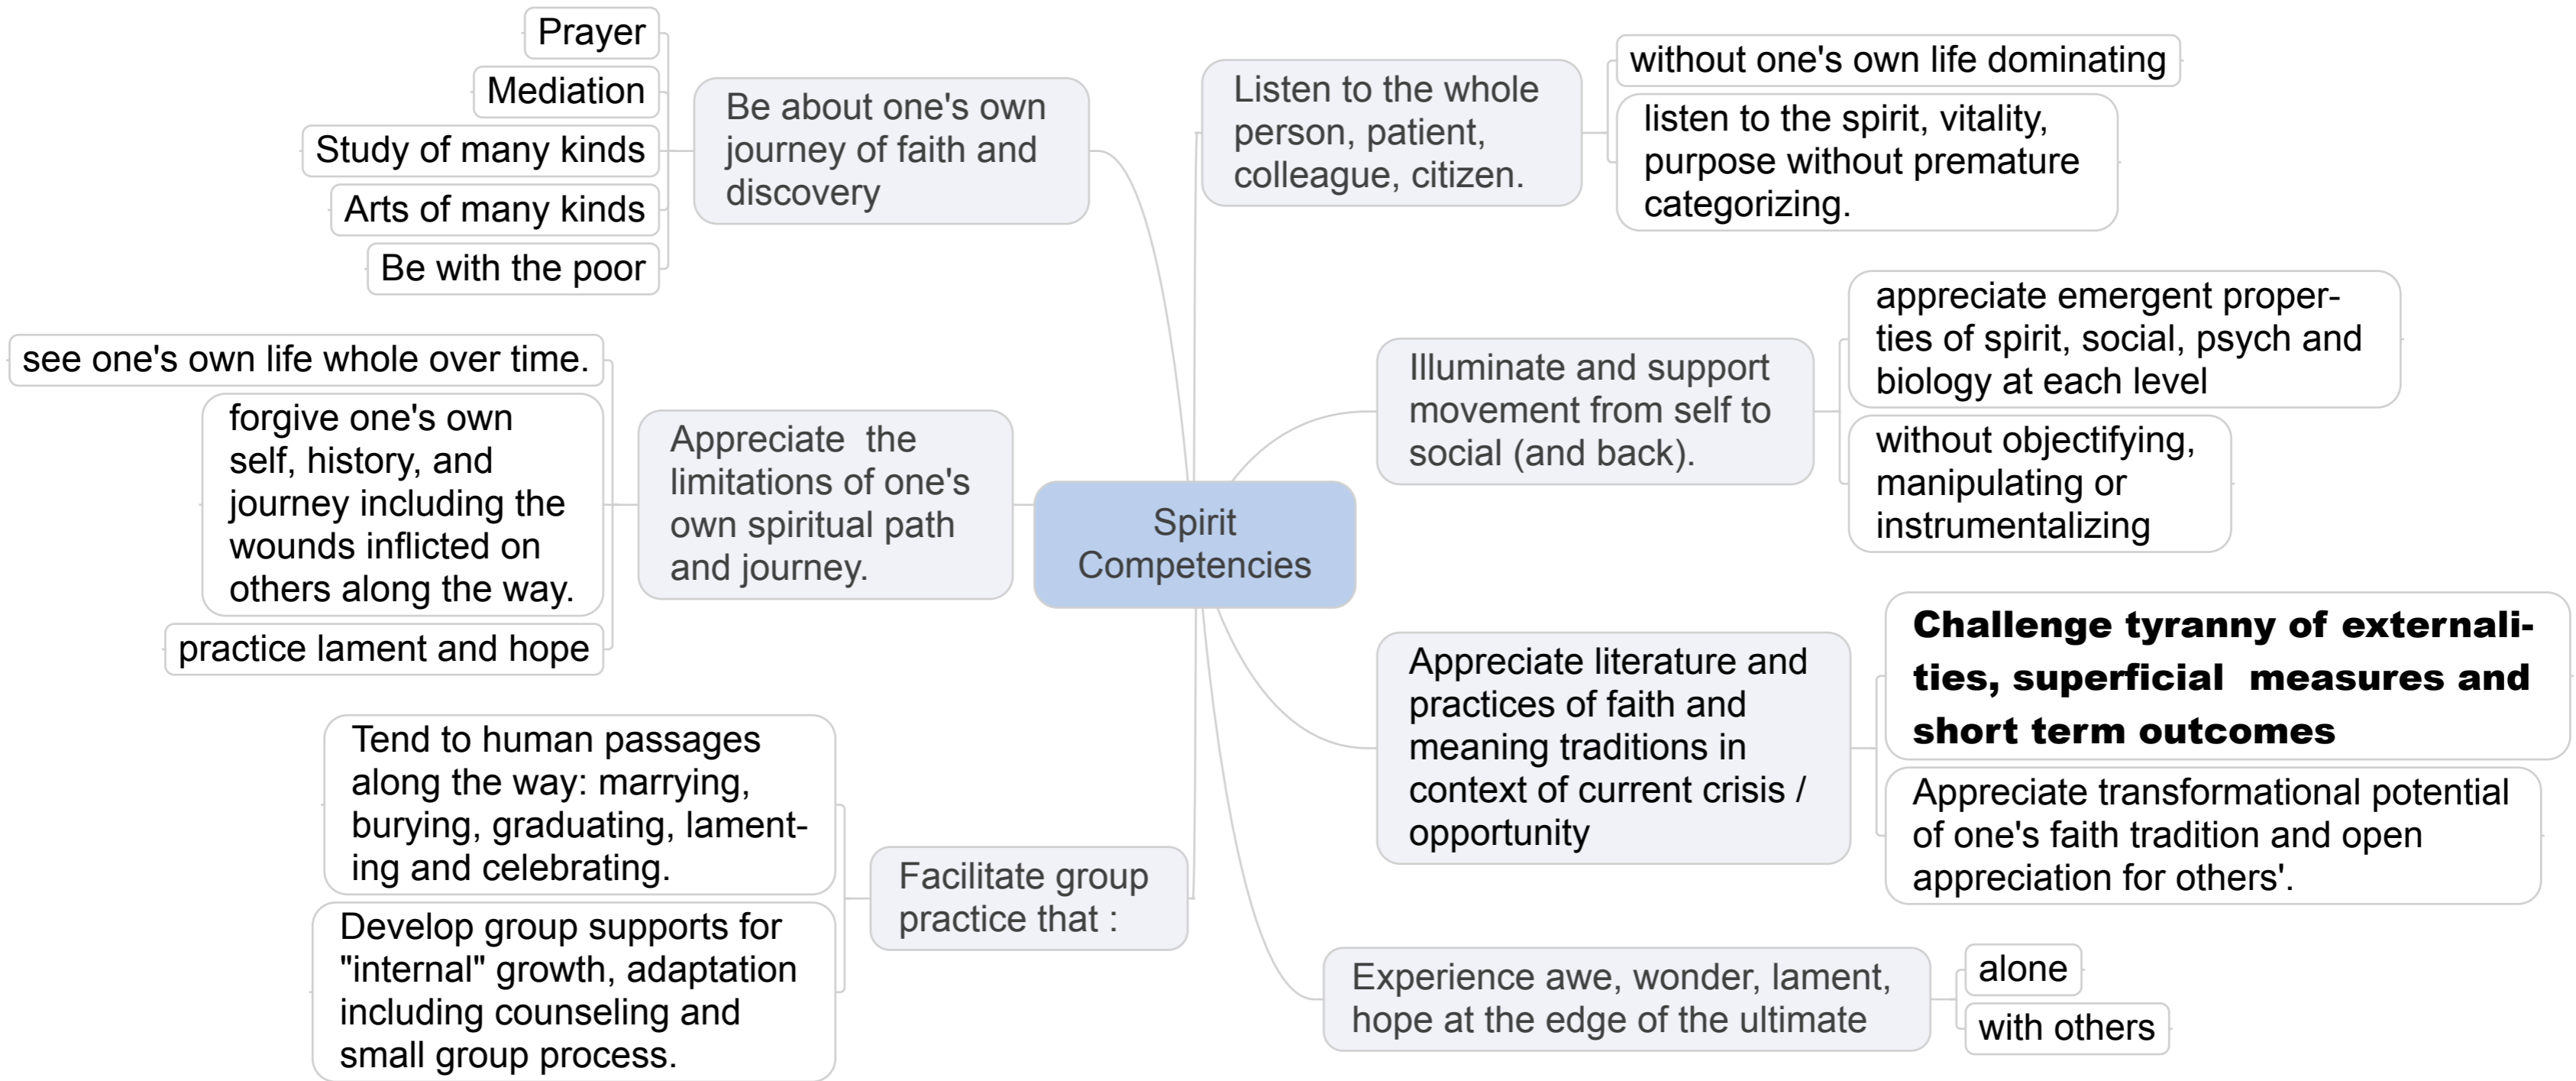 Spirit
Competencies
Be about one's own
journey of faith and
discovery
Prayer
Mediation
Study of many kinds
Arts of many kinds
Be with the poor
Appreciate  the
limitations of one's
own spiritual path
and journey.
see one's own life whole over time.
forgive one's own
self, history, and
journey including the
wounds inflicted on
others along the way.
practice lament and hope
Facilitate group
practice that :
Tend to human passages
along the way: marrying,
burying, graduating, lament-
ing and celebrating.
Develop group supports for
"internal" growth, adaptation
including counseling and
small group process.
Listen to the whole
person, patient,
colleague, citizen.
without one's own life dominating
listen to the spirit, vitality,
purpose without premature
categorizing.
Illuminate and support
movement from self to
social (and back).
appreciate emergent proper-
ties of spirit, social, psych and
biology at each level
without objectifying,
manipulating or
instrumentalizing
Appreciate literature and
practices of faith and
meaning traditions in
context of current crisis /
opportunity
Challenge tyranny of externali-
ties, superficial  measures and
short term outcomes
Appreciate transformational potential
of one's faith tradition and open
appreciation for others'.
Experience awe, wonder, lament,
hope at the edge of the ultimate
alone
with others